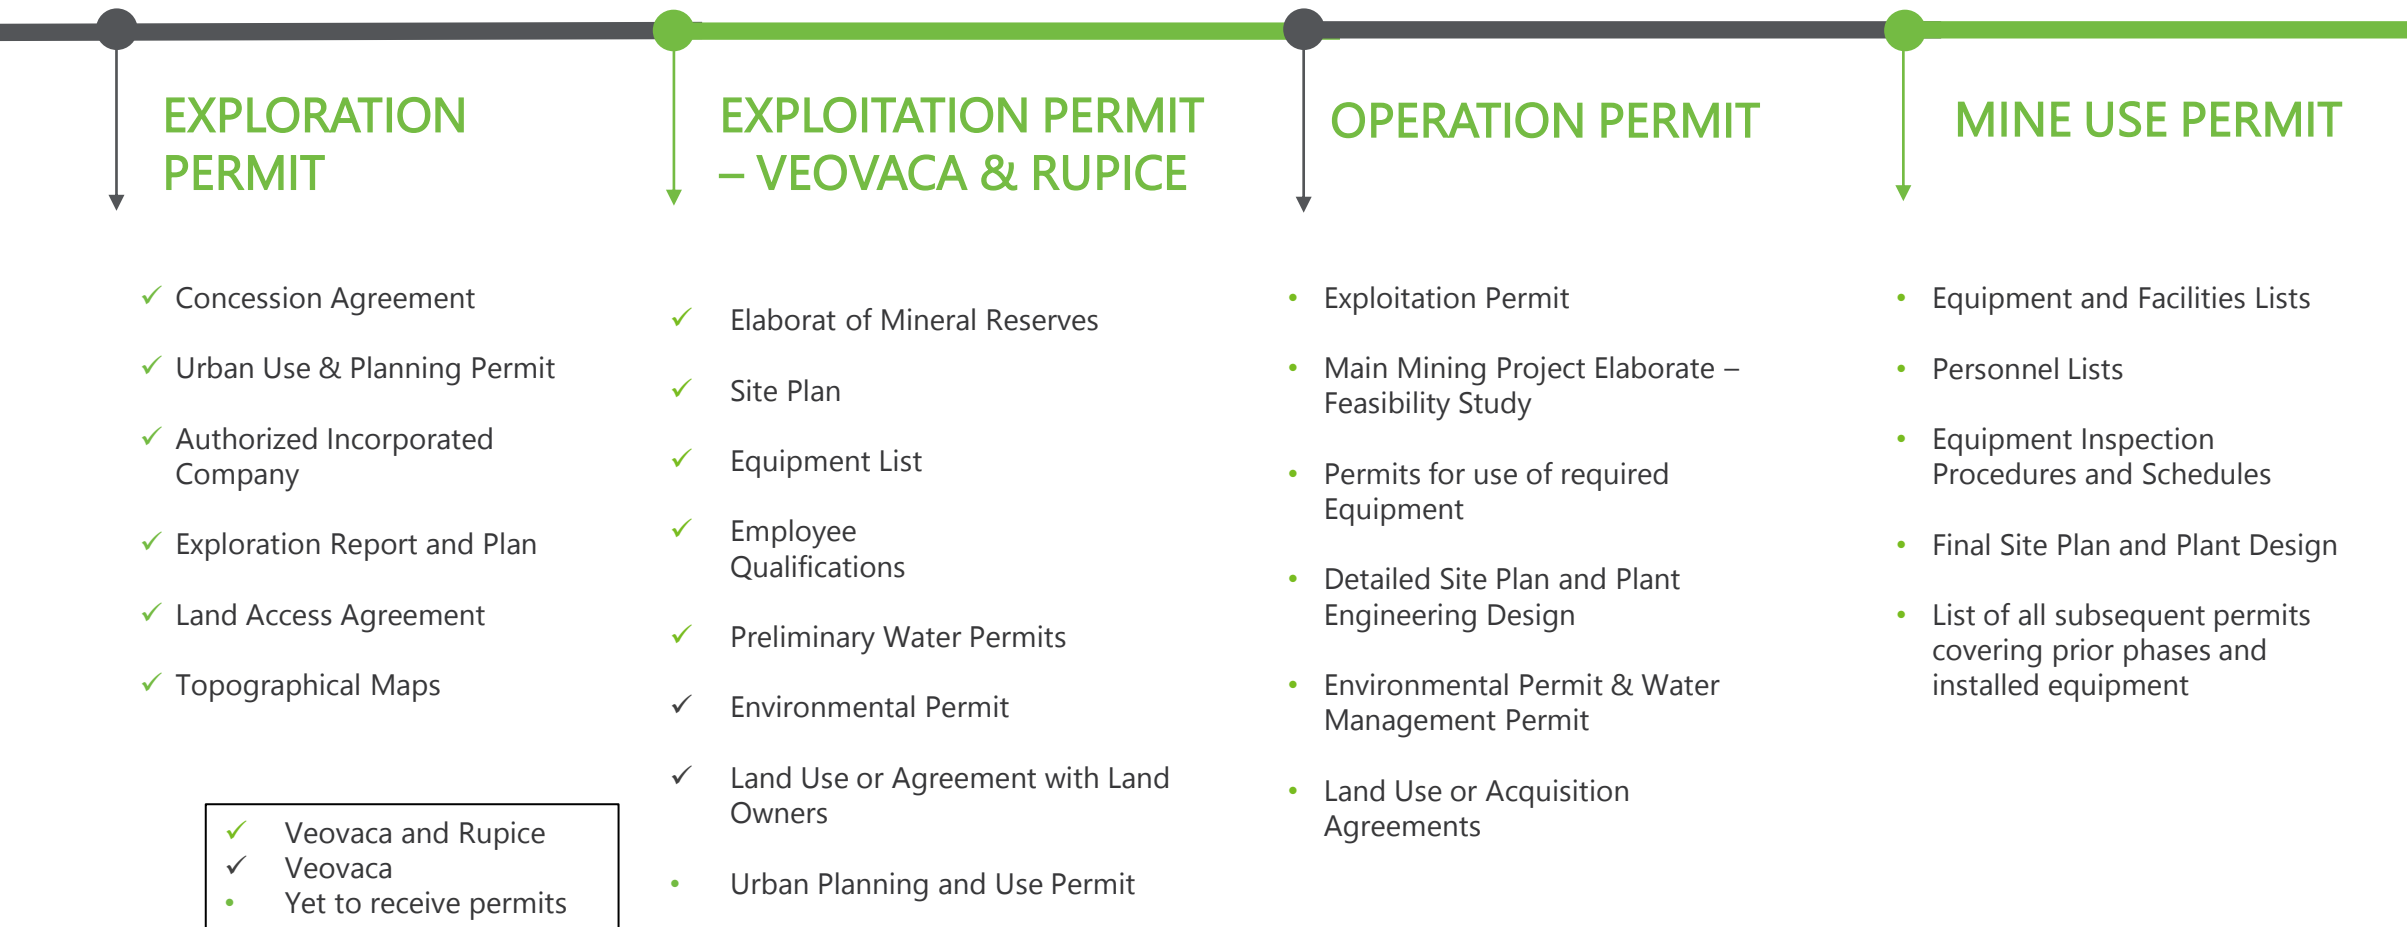 EXPLORATION
PERMIT
Concession Agreement
Urban Use & Planning Permit
Authorized Incorporated
Company
Exploration Report and Plan
Land Access Agreement
Topographical Maps
Veovaca and Rupice
Veovaca
Yet to receive permits
EXPLOITATION PERMIT
– VEOVACA & RUPICE
Elaborat of Mineral Reserves
Site Plan
Equipment List
Employee
Qualifications
Preliminary Water Permits
Environmental Permit
Land Use or Agreement with Land
Owners
Urban Planning and Use Permit
OPERATION PERMIT
Exploitation Permit
Main Mining Project Elaborate –
Feasibility Study
Permits for use of required
Equipment
Detailed Site Plan and Plant
Engineering Design
Environmental Permit & Water
Management Permit
Land Use or Acquisition
Agreements
MINE USE PERMIT
Equipment and Facilities Lists
Personnel Lists
Equipment Inspection
Procedures and Schedules
Final Site Plan and Plant Design
List of all subsequent permits
covering prior phases and
installed equipment